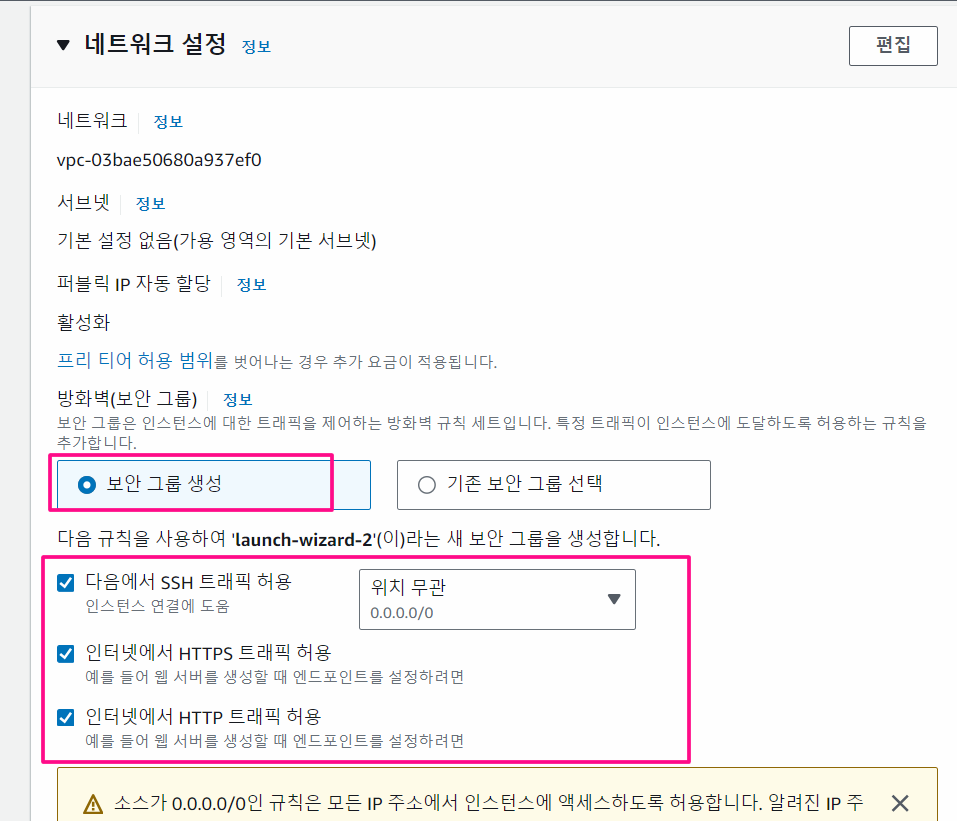 네트워크 설정 정보 편집
네트워크 정보
vpc-03bae50680a937ef0
서브넷 정보
기본 설정 없음(가용 영역의 기본 서브넷)
퍼블릭 IP 자동 할당 정보
활성화
프리 티어 허용 범위를 벗어나는 경우 추가 요금이 적용됩니다.
방화벽(보안 그룹) 정보
보안 그룹은 인스턴스에 대한 트래픽을 제어하는 방화벽 규칙 세트입니다. 특정 트래픽이 인스턴스에 도달하도록 허용하는 규칙을
추가합니다.
보안 그룹 생성 기존 보안 그룹 선택
다음 규칙을 사용하여 'launch-wizard-2'(이)라는 새 보안 그룹을 생성합니다.
다음에서 SSH 트래픽 허용 위치 무관
인스턴스 연결에 도움 0.0.0.0/0
인터넷에서 HTTPS 트래픽 허용
예를 들어 웹 서버를 생성할 때 엔드포인트를 설정하려면
인터넷에서 HTTP 트래픽 허용
예를 들어 웹 서버를 생성할 때 엔드포인트를 설정하려면
소스가 0.0.0.0/0인 규칙은 모든 IP 주소에서 인스턴스에 액세스하도록 허용합니다. 알려진 IP 주